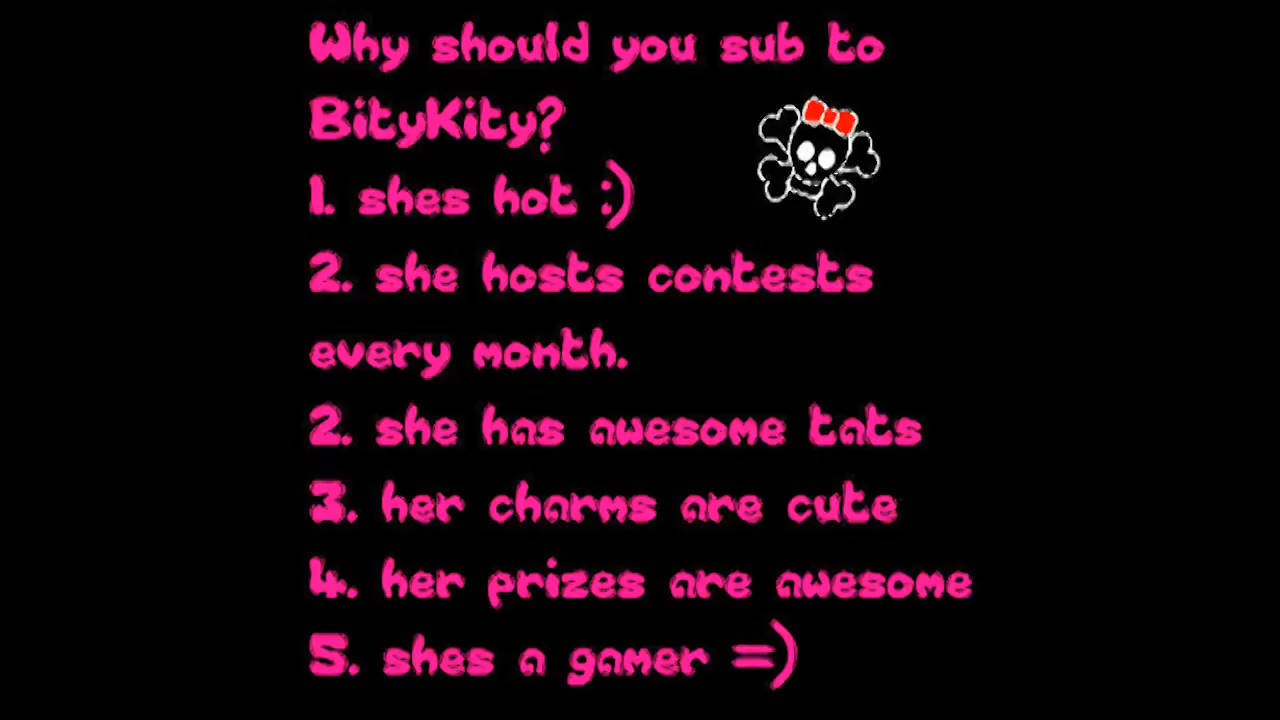 Why should you sub to
BityKity?
1. shes hot :)
2. she hosts contests
every month.
2. she has awesome tats
3. her charms are cute
4. her prizes are awesome
5. shes a gamer =)